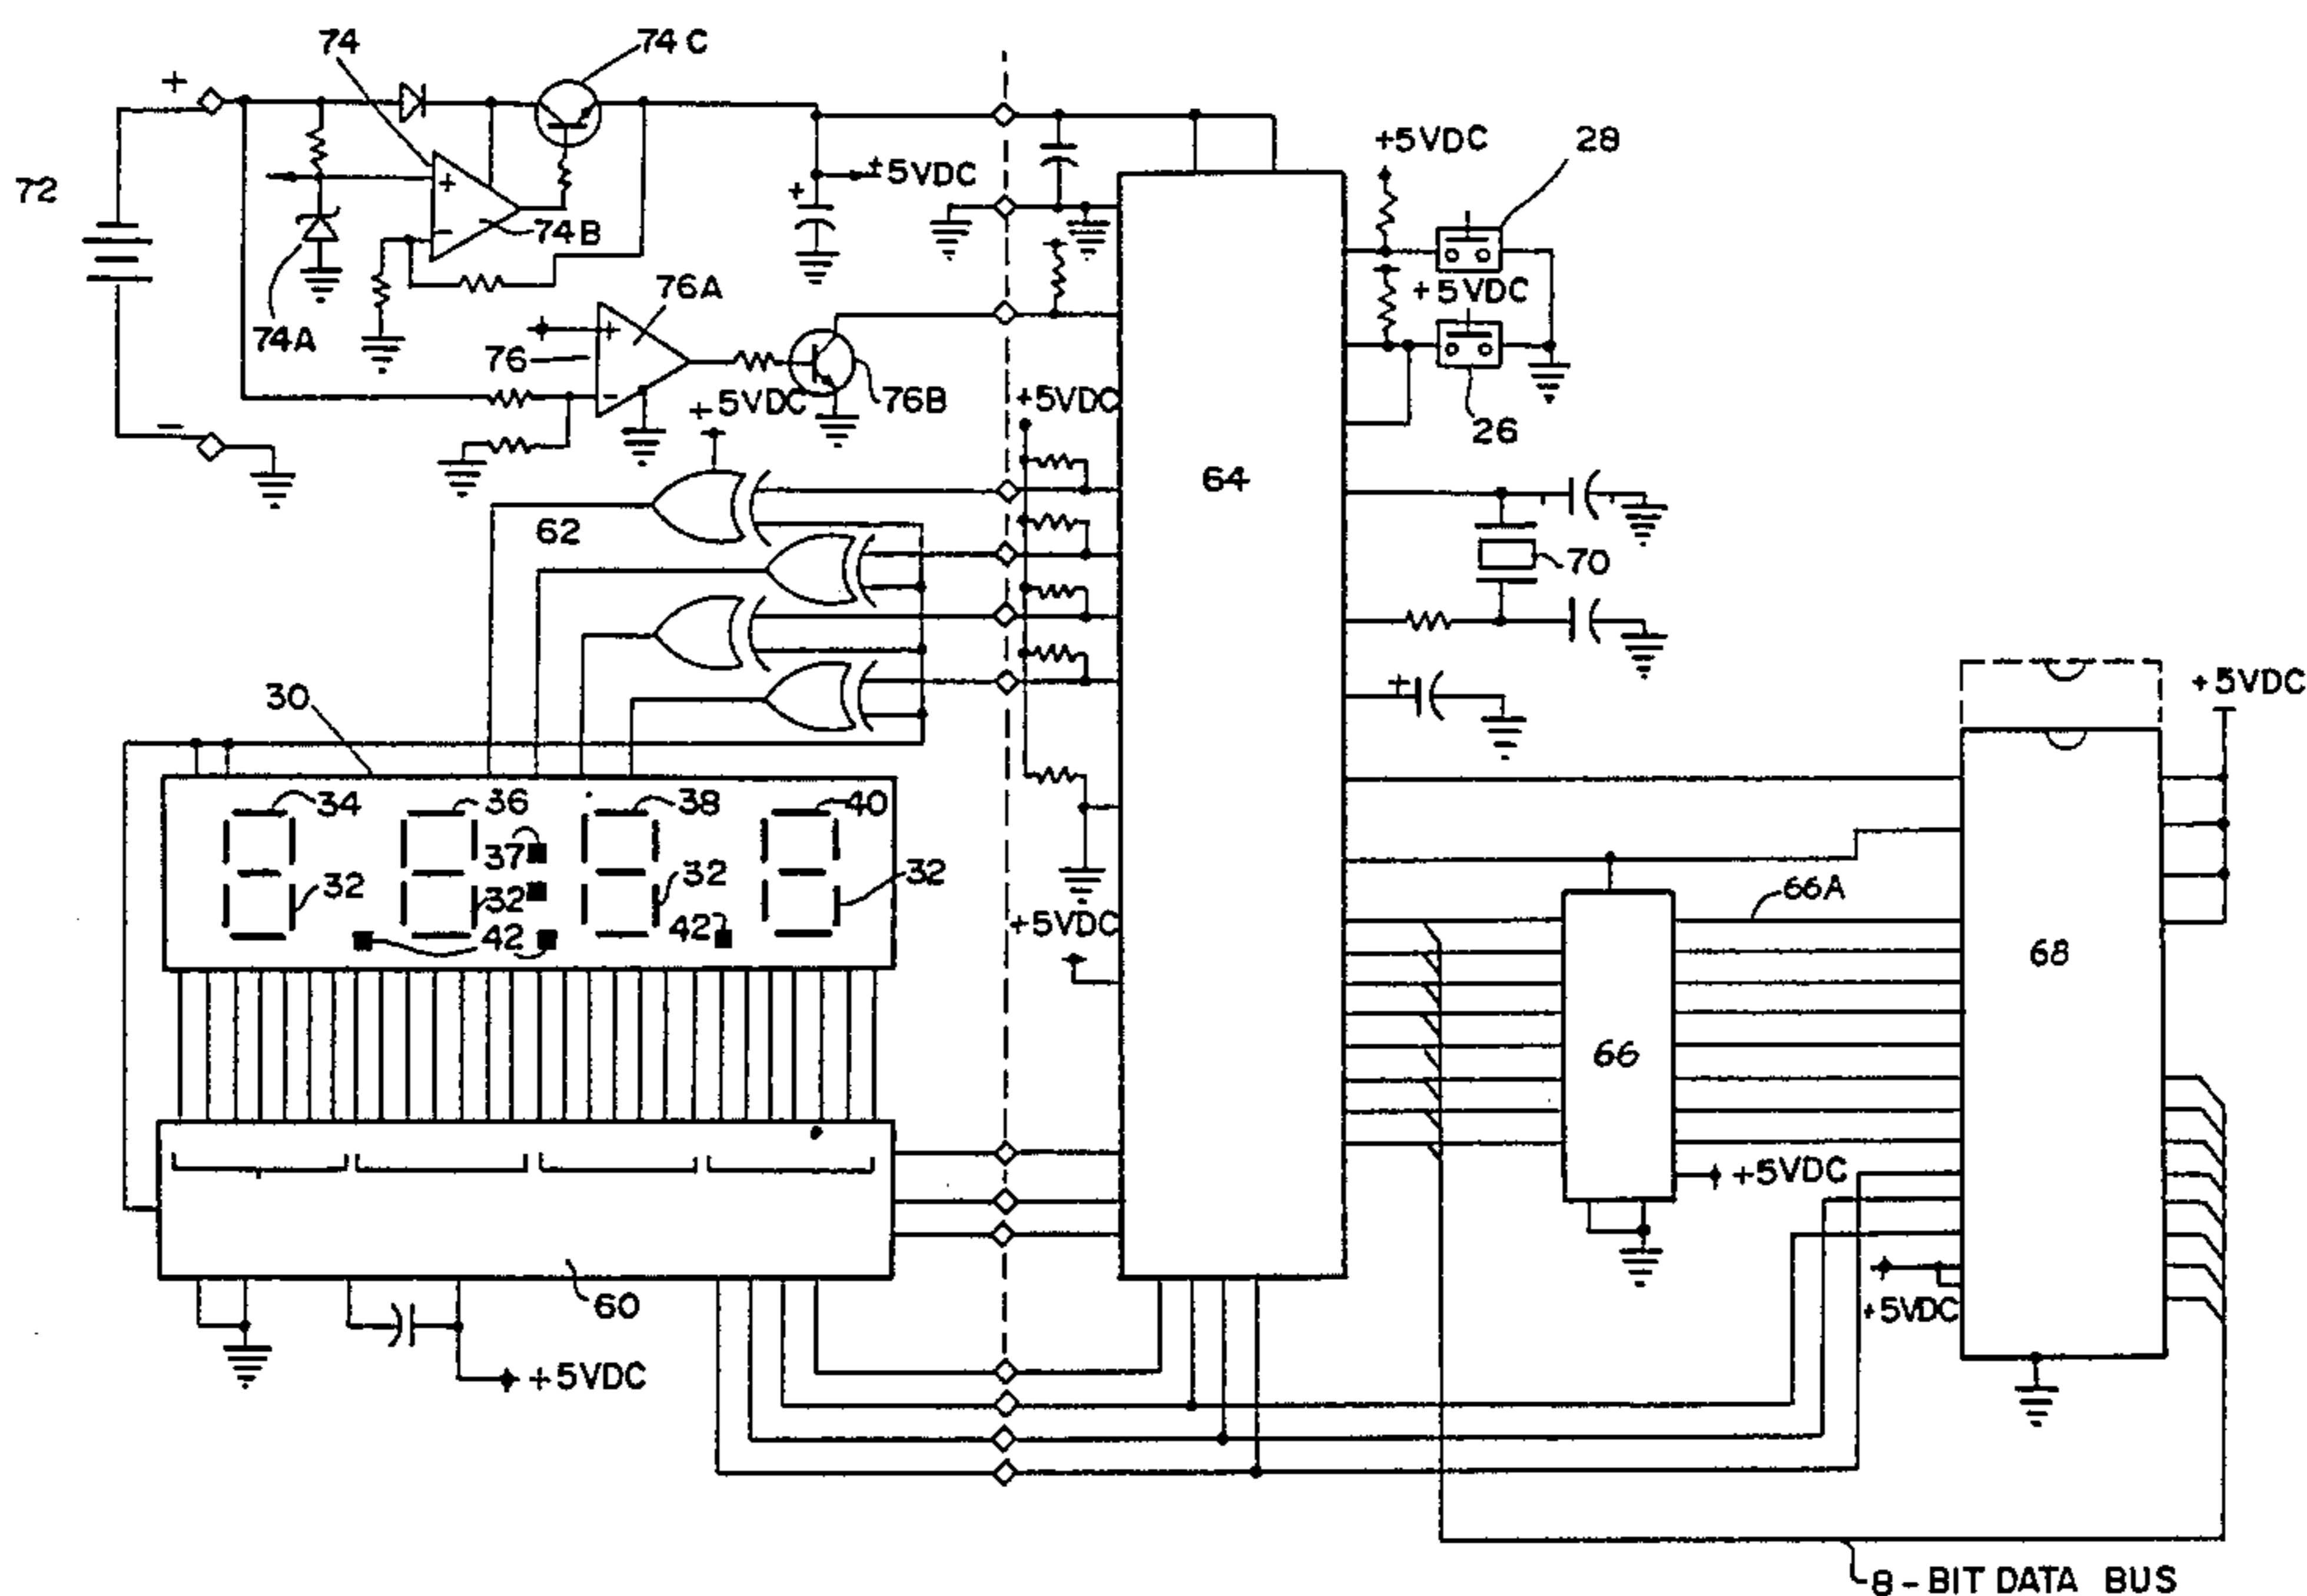 74
74C
+
72
+5VDC
74B
+
-
74A
76A
+
76
-
76B
+5VDC
-
+
+5VDC
28
+5VDC
26
+5VDC
64
62
70
+
30
34
36
38
40
37
32
32
32
32
42
42
+5VDC
+5VDC
66A
68
66
+5VDC
+5VDC
60
+5VDC
8-BIT DATA BUS